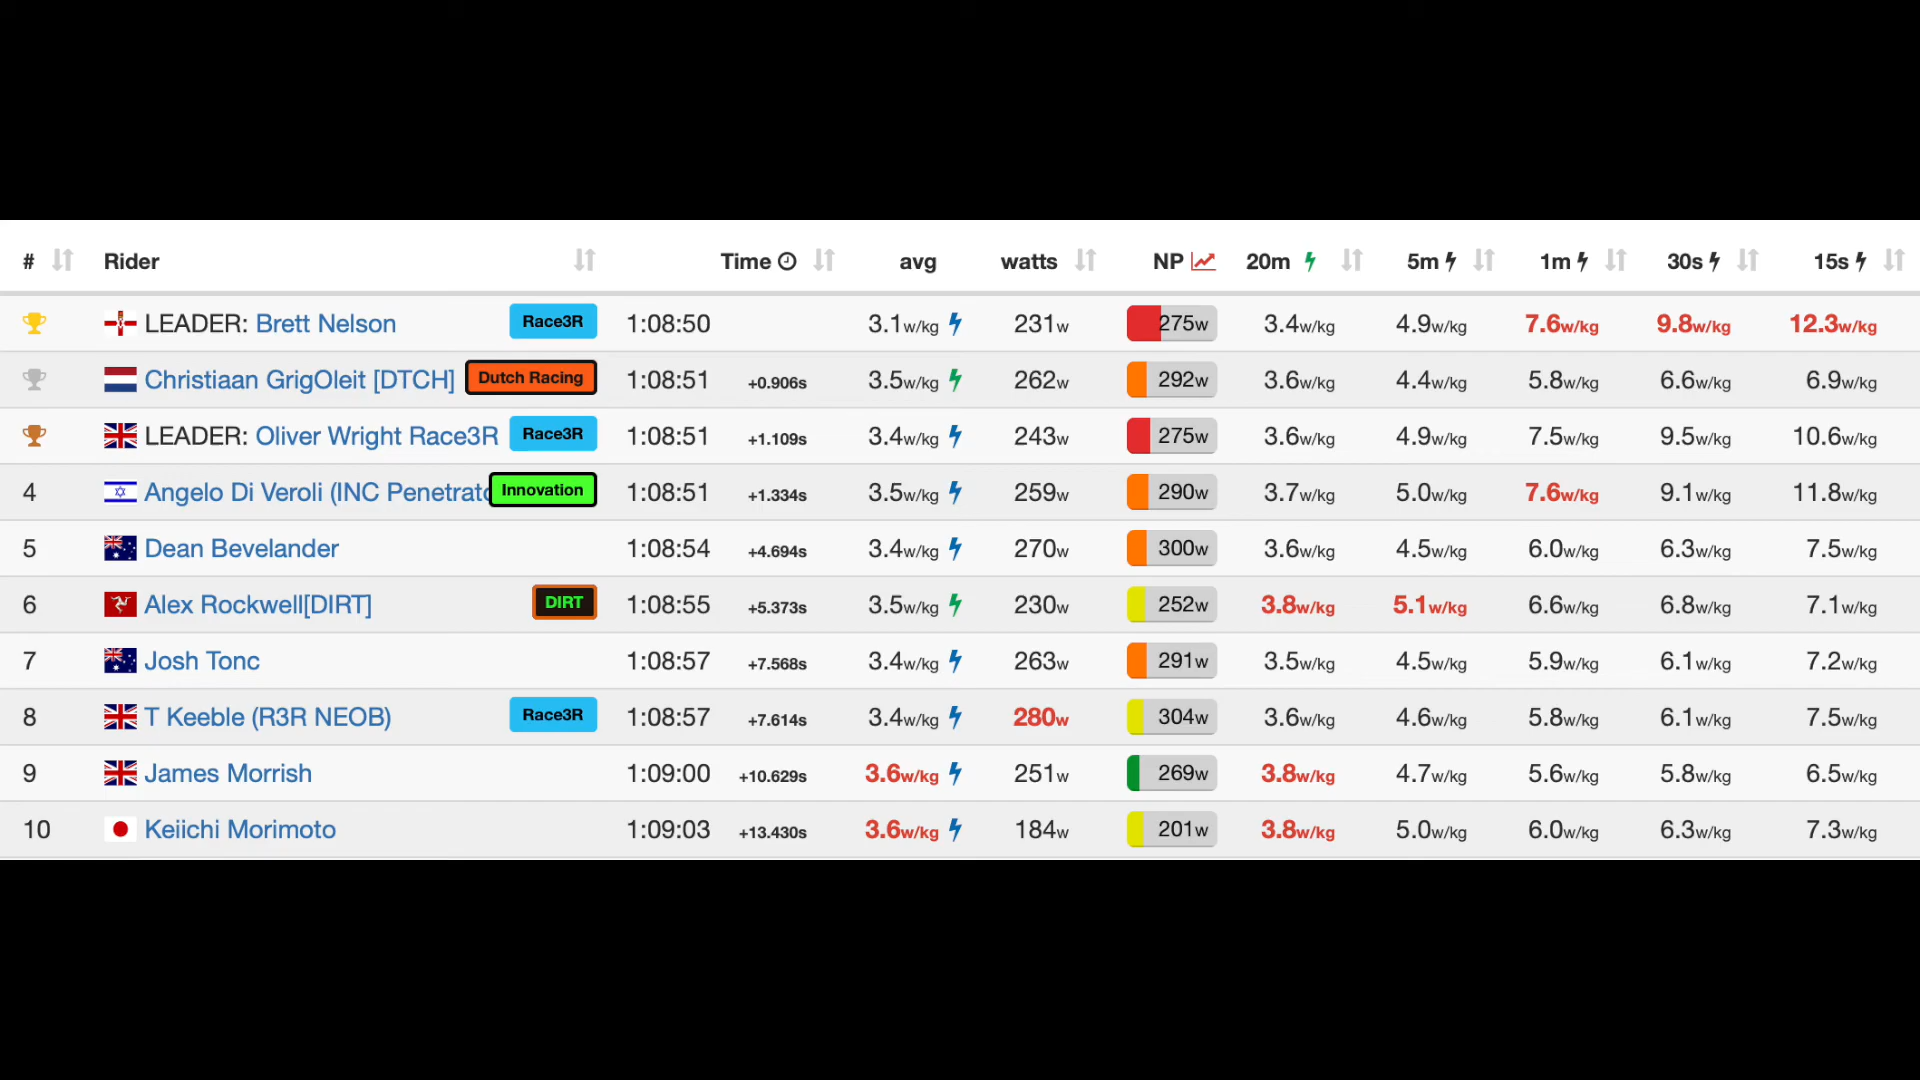 # Rider Time avg watts NP 20m 5m 1m 30s 15s
LEADER: Brett Nelson Race3R 1:08:50 3.1w/kg 231w 275w 3.4w/kg 4.9w/kg 7.6w/kg 9.8w/kg 12.3w/kg
Christiaan GrigOleit [DTCH] Dutch Racing 1:08:51 +0.906s 3.5w/kg 262w 292w 3.6w/kg 4.4w/kg 5.8w/kg 6.6w/kg 6.9w/kg
LEADER: Oliver Wright Race3R Race3R 1:08:51 +1.109s 3.4w/kg 243w 275w 3.6w/kg 4.9w/kg 7.5w/kg 9.5w/kg 10.6w/kg
4 Angelo Di Veroli (INC Penetrato Innovation 1:08:51 +1.334s 3.5w/kg 259w 290w 3.7w/kg 5.0w/kg 7.6w/kg 9.1w/kg 11.8w/kg
5 Dean Bevelander 1:08:54 +4.694s 3.4w/kg 270w 300w 3.6w/kg 4.5w/kg 6.0w/kg 6.3w/kg 7.5w/kg
6 Alex Rockwell[DIRT] DIRT 1:08:55 +5.373s 3.5w/kg 230w 252w 3.8w/kg 5.1w/kg 6.6w/kg 6.8w/kg 7.1w/kg
7 Josh Tonc 1:08:57 +7.568s 3.4w/kg 263w 291w 3.5w/kg 4.5w/kg 5.9w/kg 6.1w/kg 7.2w/kg
8 T Keeble (R3R NEOB) Race3R 1:08:57 +7.614s 3.4w/kg 280w 304w 3.6w/kg 4.6w/kg 5.8w/kg 6.1w/kg 7.5w/kg
9 James Morrish 1:09:00 +10.629s 3.6w/kg 251w 269w 3.8w/kg 4.7w/kg 5.6w/kg 5.8w/kg 6.5w/kg
10 Keiichi Morimoto 1:09:03 +13.430s 3.6w/kg 184w 201w 3.8w/kg 5.0w/kg 6.0w/kg 6.3w/kg 7.3w/kg